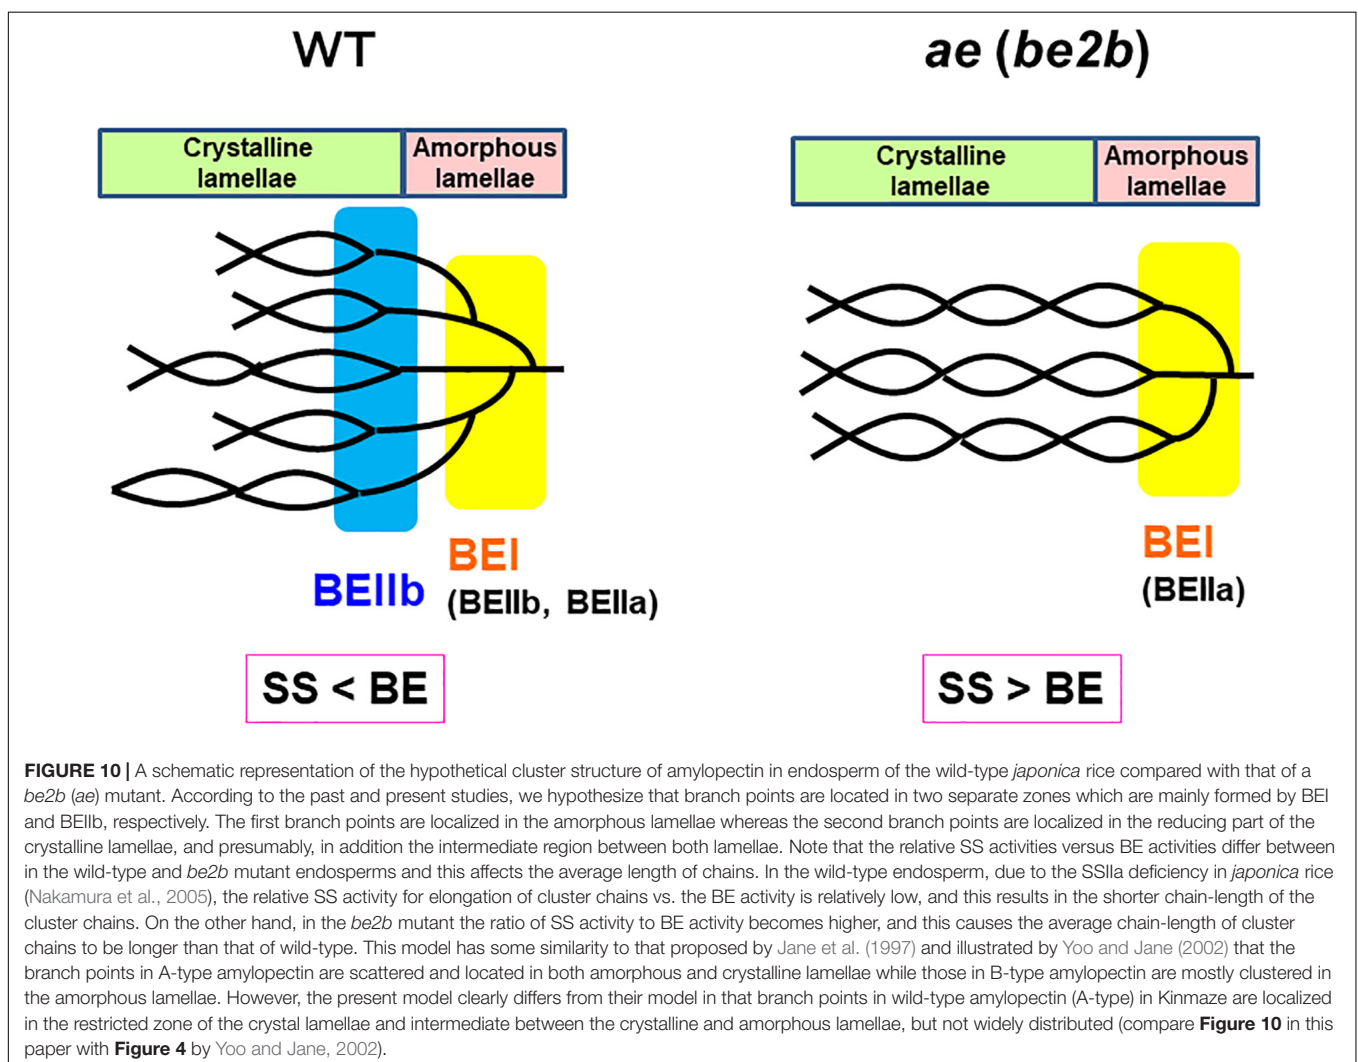 WT
ae (be2b)
Crystalline
lamellae
Amorphous
lamellae
Crystalline
lamellae
Amorphous
lamellae
BEIIb
BEI
(BEIIb, BEIIa)
BEI
(BEIIa)
SS < BE
SS > BE
FIGURE 10 | A schematic representation of the hypothetical cluster structure of amylopectin in endosperm of the wild-type japonica rice compared with that of a
be2b (ae) mutant. According to the past and present studies, we hypothesize that branch points are located in two separate zones which are mainly formed by BEI
and BEIIb, respectively. The first branch points are localized in the amorphous lamellae whereas the second branch points are localized in the reducing part of the
crystalline lamellae, and presumably, in addition the intermediate region between both lamellae. Note that the relative SS activities versus BE activities differ between
in the wild-type and be2b mutant endosperms and this affects the average length of chains. In the wild-type endosperm, due to the SSIIa deficiency in japonica rice
(Nakamura et al., 2005), the relative SS activity for elongation of cluster chains vs. the BE activity is relatively low, and this results in the shorter chain-length of the
cluster chains. On the other hand, in the be2b mutant the ratio of SS activity to BE activity becomes higher, and this causes the average chain-length of cluster
chains to be longer than that of wild-type. This model has some similarity to that proposed by Jane et al. (1997) and illustrated by Yoo and Jane (2002) that the
branch points in A-type amylopectin are scattered and located in both amorphous and crystalline lamellae while those in B-type amylopectin are mostly clustered in
the amorphous lamellae. However, the present model clearly differs from their model in that branch points in wild-type amylopectin (A-type) in Kinmaze are localized
in the restricted zone of the crystal lamellae and intermediate between the crystalline and amorphous lamellae, but not widely distributed (compare Figure 10 in this
paper with Figure 4 by Yoo and Jane, 2002).